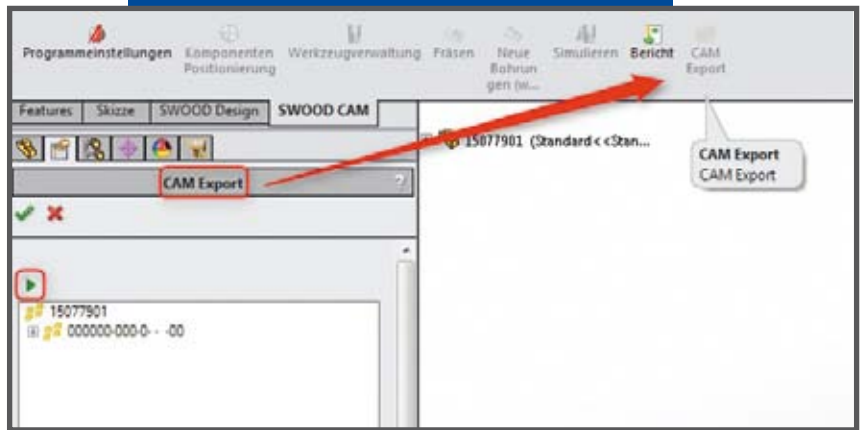 Programmeinstellungen Komponenten Werkzeugverwaltung Fräsen Neue Simulieren Bericht CAM
Positionierung Bohrun Export
gen (w...
Features Skizze SWOOD Design SWOOD CAM
15077901 (Standard<<Stan...
CAM Export
CAM Export
CAM Export
?
15077901
000000-000-0- - -00